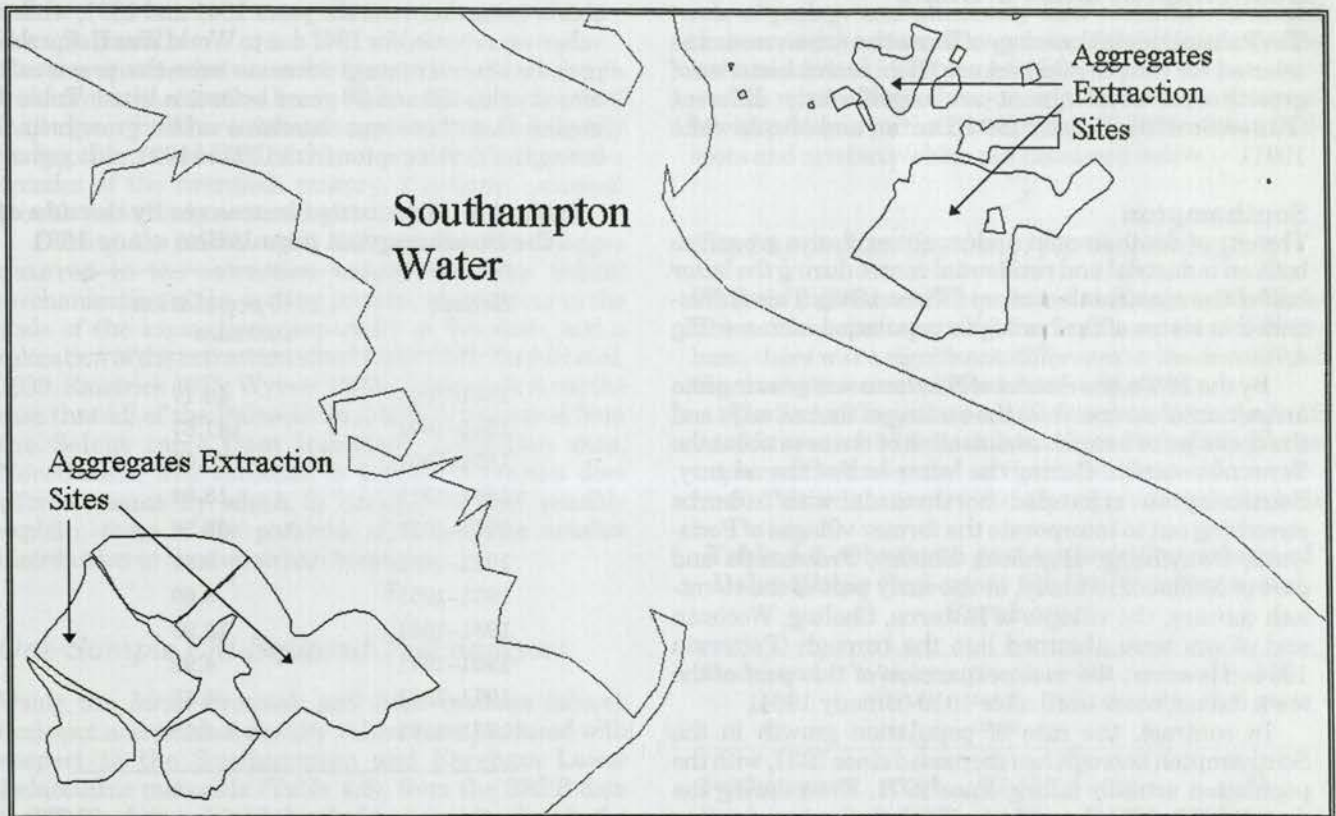 Aggregates
Extraction
Sites
Southampton
Water
Aggregates Extraction
Sites